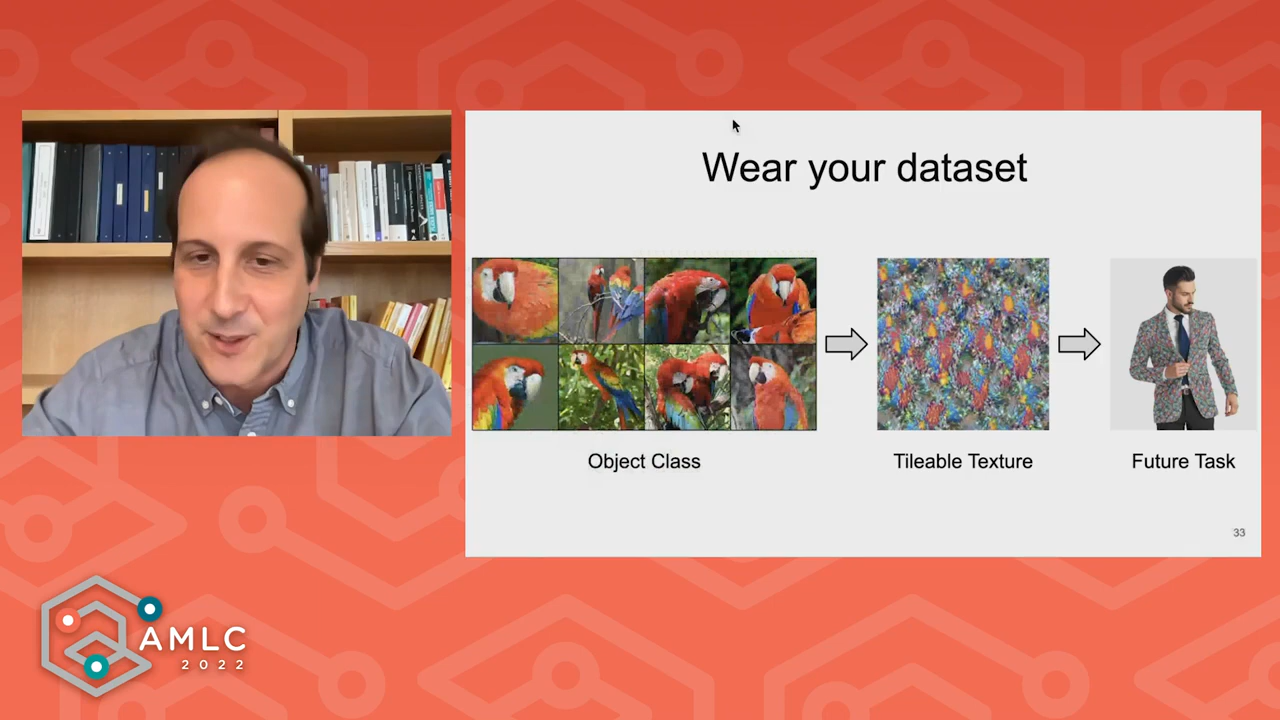 Wear your dataset
Object Class
Tileable Texture
Future Task
33
AMLC
2022